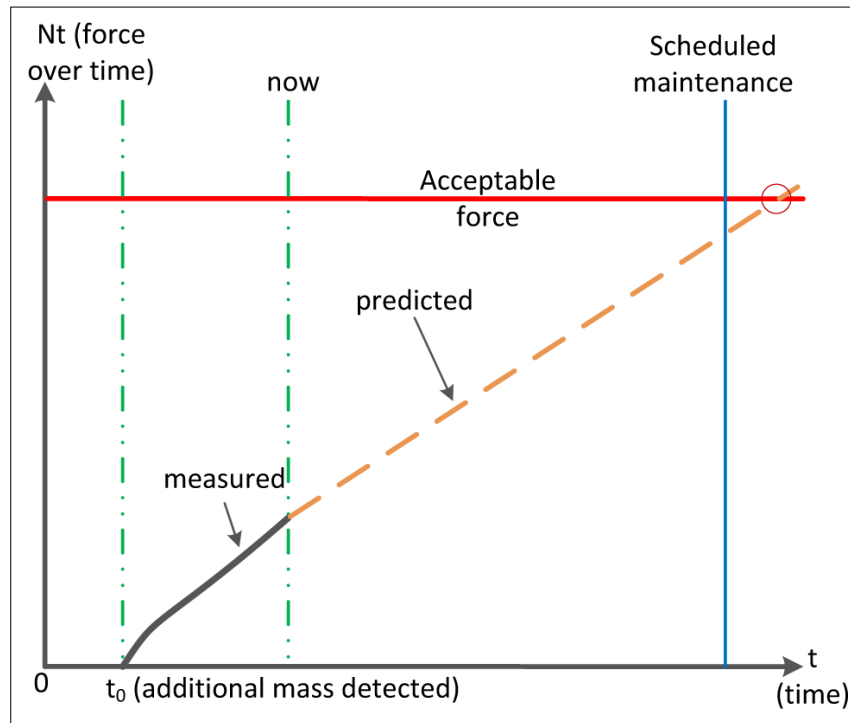 Nt (force
over time)
now
Scheduled
maintenance
Acceptable
force
predicted
measured
0
t₀ (additional mass detected)
t
(time)